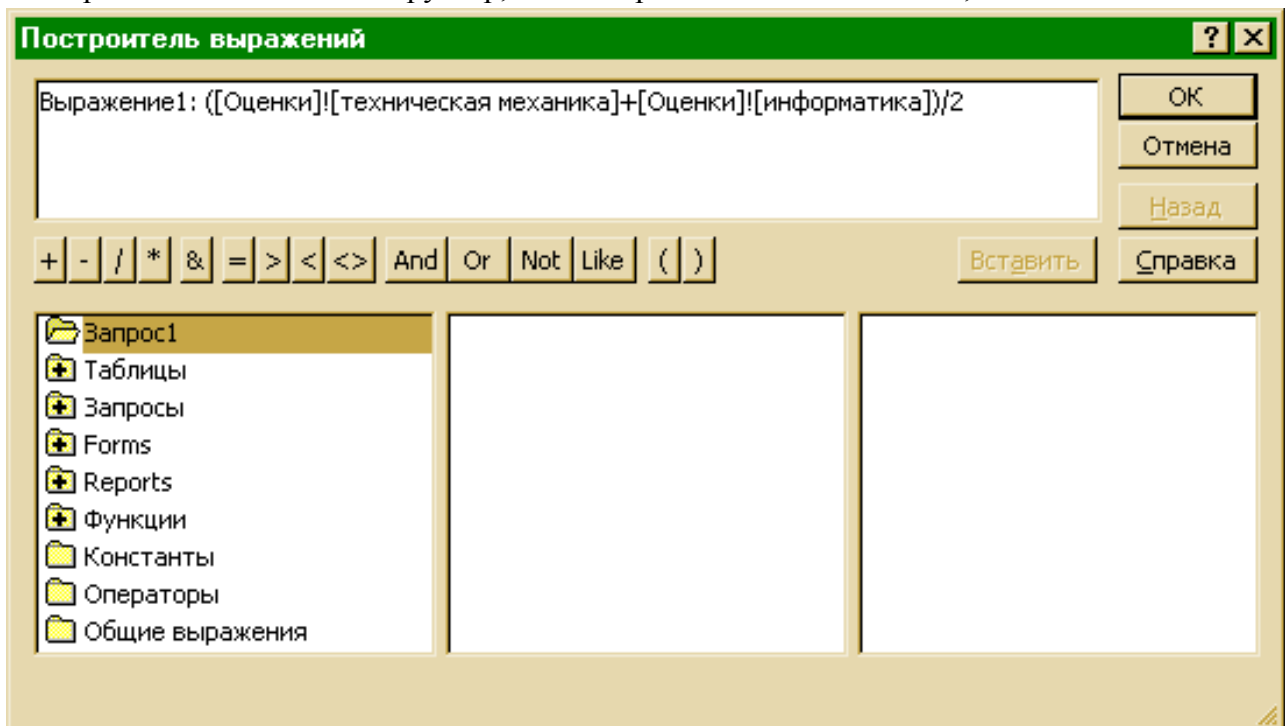 Построитель выражений
Выражение1: ([Оценки]![техническая механика]+[Оценки]![информатика])/2
ОК
Отмена
Назад
+ - / * & = > < <> And Or Not Like ( ) Вставить Справка
Запрос1
Таблицы
Запросы
Forms
Reports
Функции
Константы
Операторы
Общие выражения